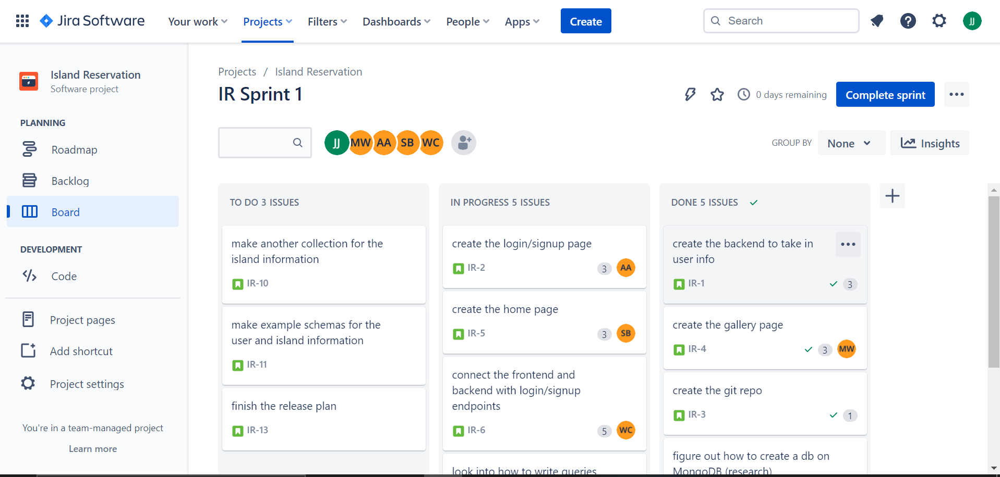 Jira Software
Your work
Projects
Filters
Dashboards
People
Apps
Create
Search
JJ
Island Reservation
Software project
PLANNING
Roadmap
Backlog
Board
DEVELOPMENT
Code
Project pages
Add shortcut
Project settings
You're in a team-managed project
Learn more
Projects / Island Reservation
IR Sprint 1
0 days remaining
Complete sprint
JJ MW AA SB WC
GROUP BY
None
Insights
TO DO 3 ISSUES
make another collection for the
island information
IR-10
make example schemas for the
user and island information
IR-11
finish the release plan
IR-13
IN PROGRESS 5 ISSUES
create the login/signup page
IR-2
3 AA
create the home page
IR-5
3 SB
connect the frontend and
backend with login/signup
endpoints
IR-6
5 WC
look into how to write queries
DONE 5 ISSUES
create the backend to take in
user info
IR-1
3
create the gallery page
IR-4
3 MW
create the git repo
IR-3
1
figure out how to create a db on
MongoDB (research)